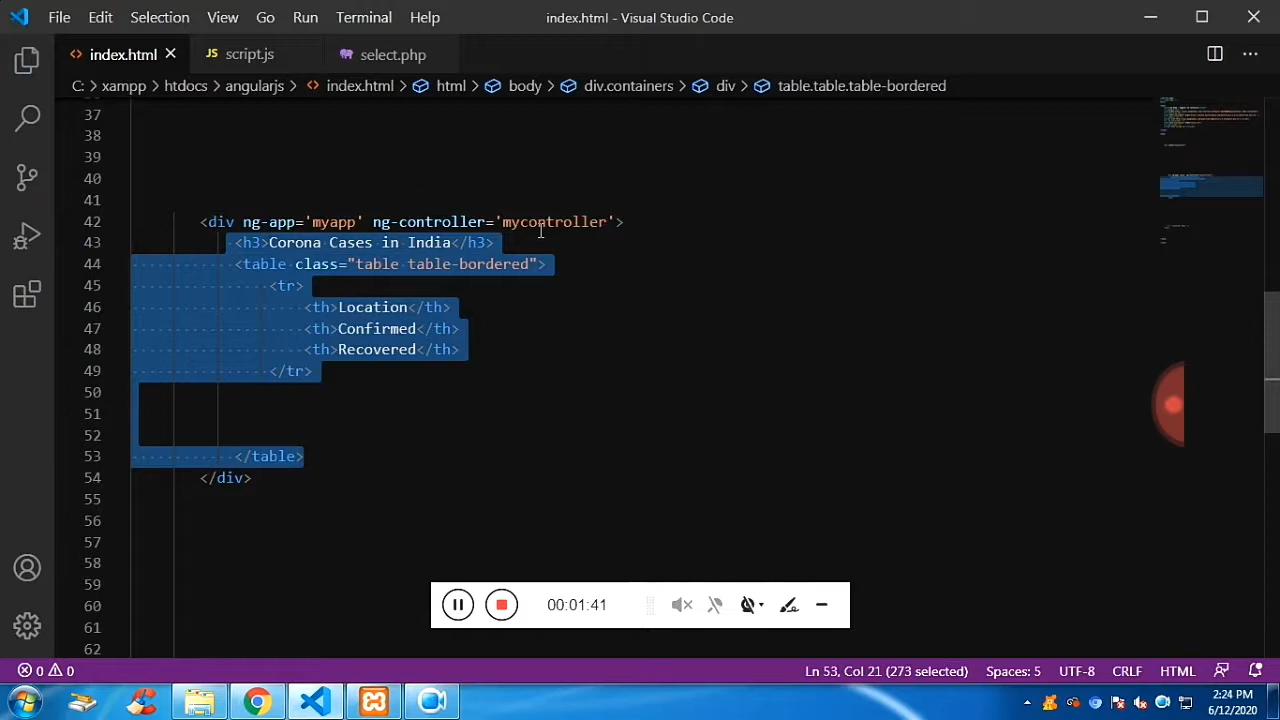 File Edit Selection View Go Run Terminal Help index.html - Visual Studio Code
index.html JS script.js select.php
C: > xampp > htdocs > angularjs > index.html > html > body > div.containers > div > table.table.table-bordered
37
38
39
40
41
42 <div ng-app='myapp' ng-controller='mycontroller'>
43 <h3>Corona Cases in India</h3>
44 <table class="table table-bordered">
45 <tr>
46 <th>Location</th>
47 <th>Confirmed</th>
48 <th>Recovered</th>
49 </tr>
50
51
52
53 </table>
54 </div>
55
56
57
58
59
60
61
62
00:01:41
0 0 Ln 53, Col 21 (273 selected) Spaces: 5 UTF-8 CRLF HTML
2:24 PM
6/12/2020